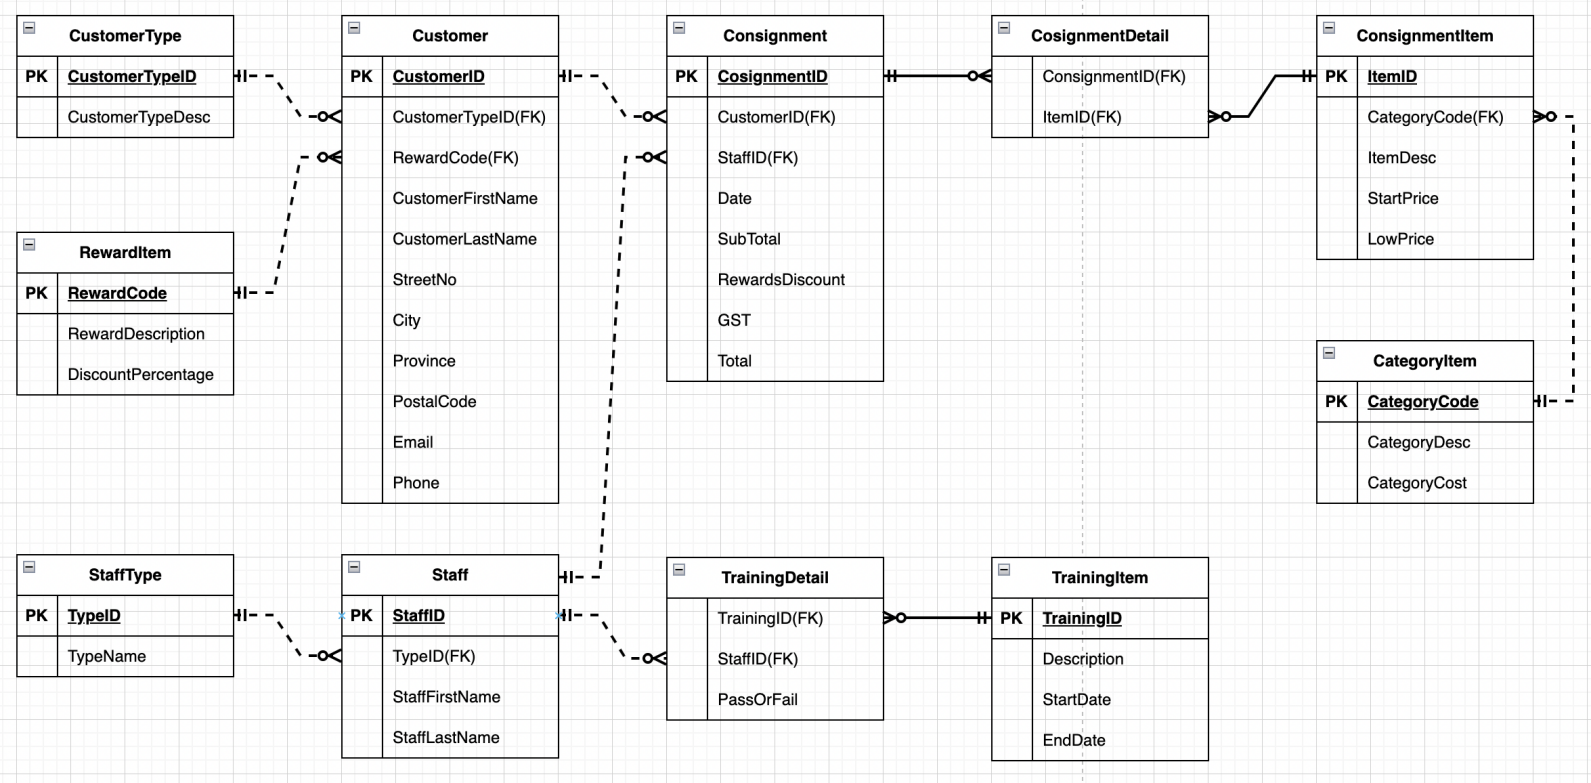 CustomerType
PK CustomerTypeID
CustomerTypeDesc
Customer
PK CustomerID
CustomerTypeID(FK)
RewardCode(FK)
CustomerFirstName
CustomerLastName
StreetNo
City
Province
PostalCode
Email
Phone
Consignment
PK CosignmentID
CustomerID(FK)
StaffID(FK)
Date
SubTotal
RewardsDiscount
GST
Total
CosignmentDetail
ConsignmentID(FK)
ItemID(FK)
ConsignmentItem
PK ItemID
CategoryCode(FK)
ItemDesc
StartPrice
LowPrice
RewardItem
PK RewardCode
RewardDescription
DiscountPercentage
CategoryItem
PK CategoryCode
CategoryDesc
CategoryCost
StaffType
PK TypeID
TypeName
Staff
PK StaffID
TypeID(FK)
StaffFirstName
StaffLastName
TrainingDetail
TrainingID(FK)
StaffID(FK)
PassOrFail
TrainingItem
PK TrainingID
Description
StartDate
EndDate